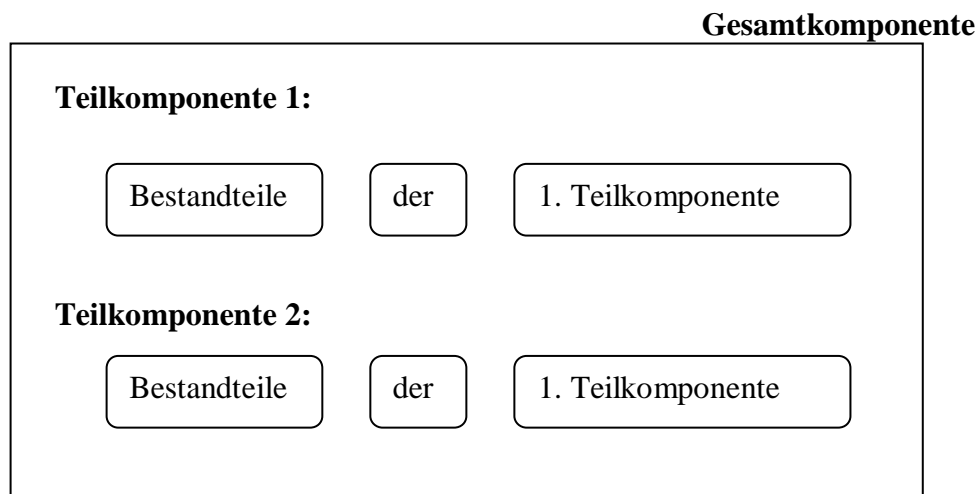 Gesamtkomponente
Teilkomponente 1:
Bestandteile der 1. Teilkomponente
Teilkomponente 2:
Bestandteile der 1. Teilkomponente